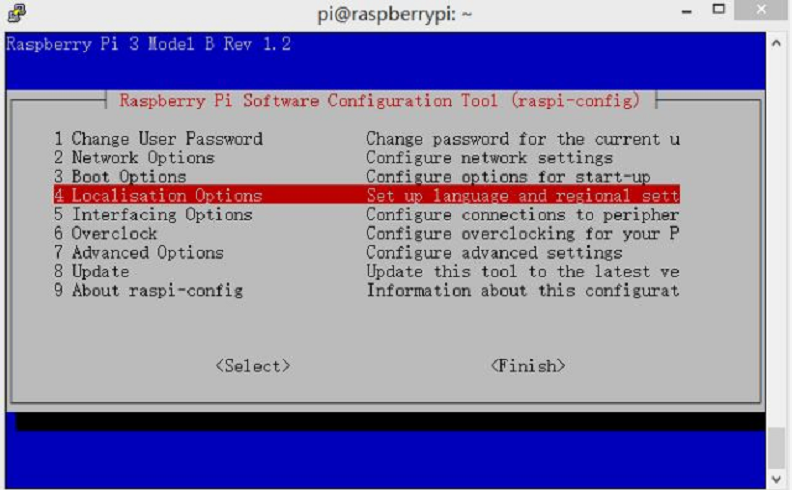 pi@raspberrypi: ~
Raspberry Pi 3 Model B Rev 1.2
Raspberry Pi Software Configuration Tool (raspi-config)
1 Change User Password Change password for the current u
2 Network Options Configure network settings
3 Boot Options Configure options for start-up
4 Localisation Options Set up language and regional sett
5 Interfacing Options Configure connections to peripher
6 Overclock Configure overclocking for your P
7 Advanced Options Configure advanced settings
8 Update Update this tool to the latest ve
9 About raspi-config Information about this configurat
<Select> <Finish>